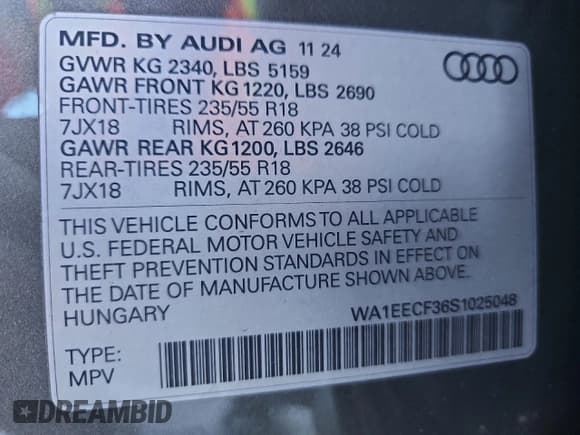 MFD. BY AUDI AG 11 24
GVWR KG 2340, LBS 5159
GAWR FRONT KG 1220, LBS 2690
FRONT-TIRES 235/55 R18
7JX18 RIMS, AT 260 KPA 38 PSI COLD
GAWR REAR KG 1200, LBS 2646
REAR-TIRES 235/55 R18
7JX18 RIMS, AT 260 KPA 38 PSI COLD
THIS VEHICLE CONFORMS TO ALL APPLICABLE
U.S. FEDERAL MOTOR VEHICLE SAFETY AND
THEFT PREVENTION STANDARDS IN EFFECT ON
THE DATE OF MANUFACTURE SHOWN ABOVE.
HUNGARY WA1EECF36S1025048
TYPE:
MPV
DREAMBID